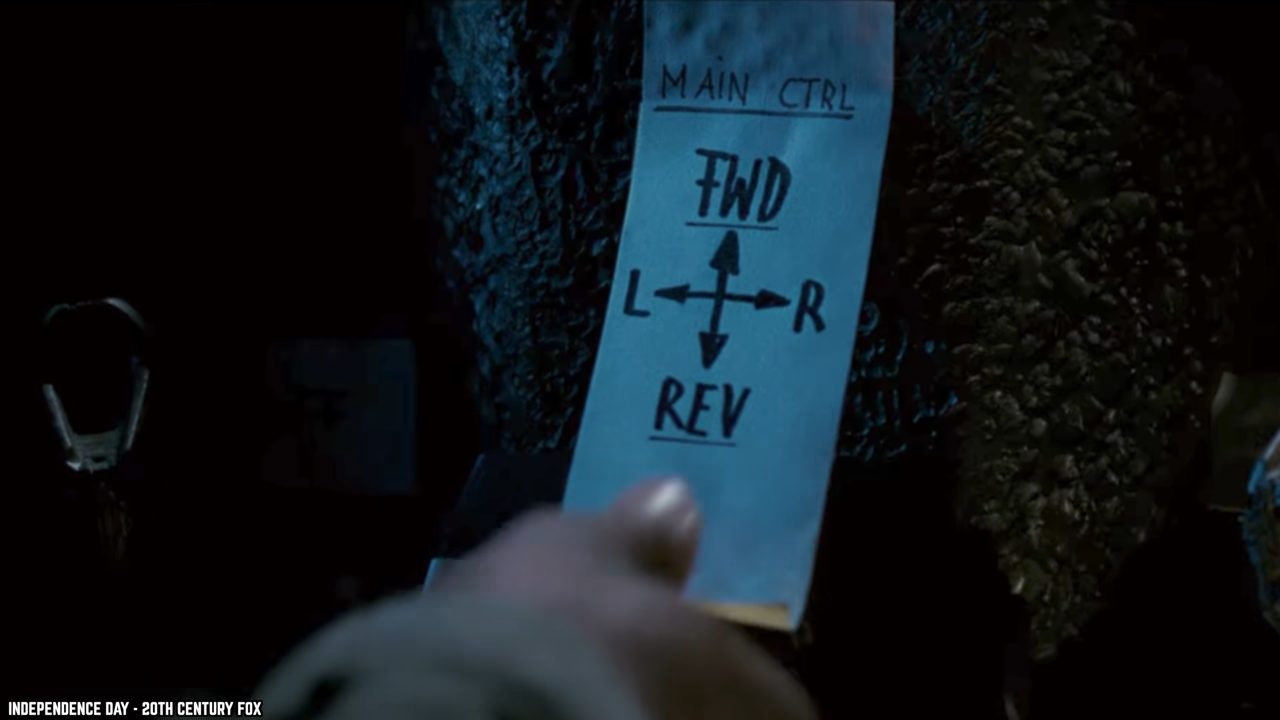 MAiN CTRL
FWD
L R
REV
INDEPENDENCE DAY - 20TH CENTURY FOX